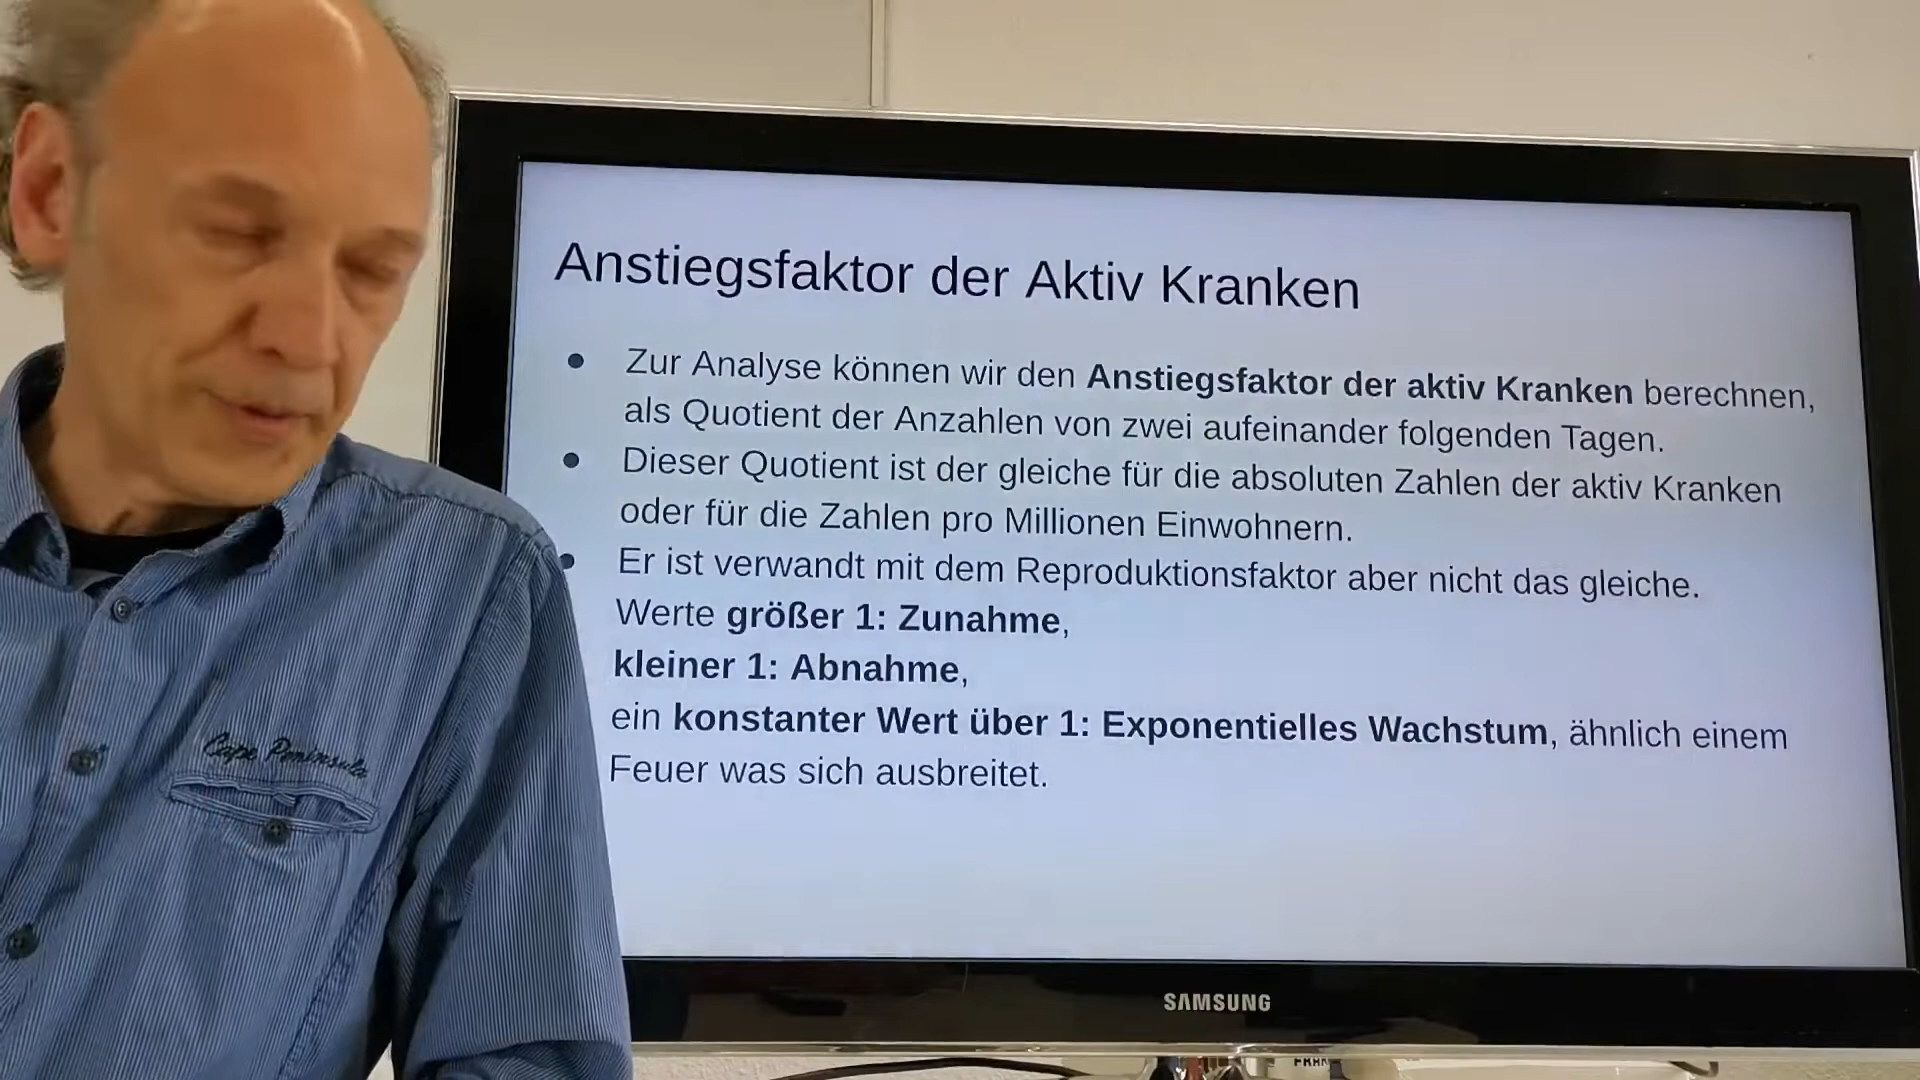 Anstiegsfaktor der Aktiv Kranken
Zur Analyse können wir den Anstiegsfaktor der aktiv Kranken berechnen,
als Quotient der Anzahlen von zwei aufeinander folgenden Tagen.
Dieser Quotient ist der gleiche für die absoluten Zahlen der aktiv Kranken
oder für die Zahlen pro Millionen Einwohnern.
Er ist verwandt mit dem Reproduktionsfaktor aber nicht das gleiche.
Werte größer 1: Zunahme,
kleiner 1: Abnahme,
ein konstanter Wert über 1: Exponentielles Wachstum, ähnlich einem
Feuer was sich ausbreitet.
Cape Peninsula
SAMSUNG